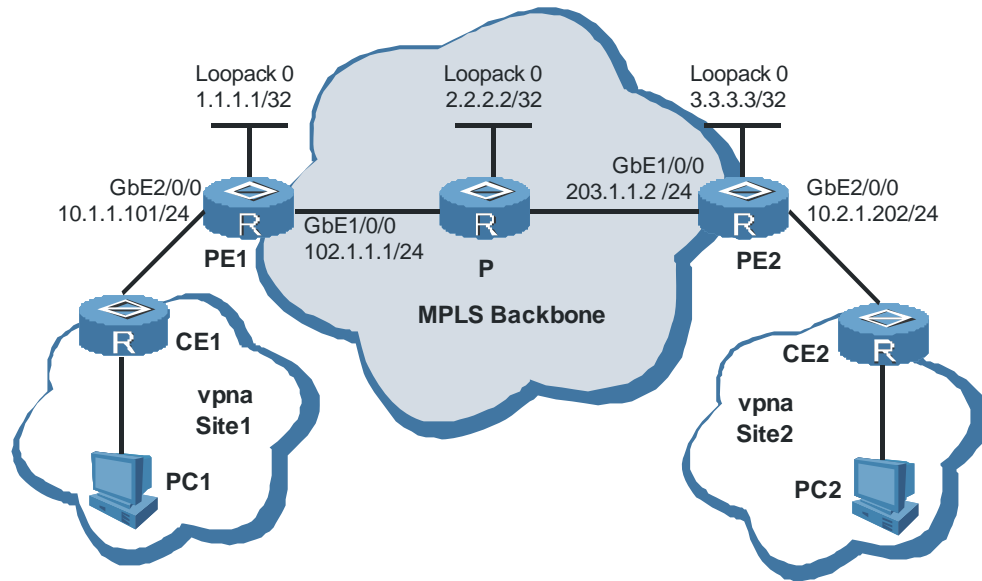 Loopack 0
1.1.1.1/32
Loopack 0
2.2.2.2/32
Loopack 0
3.3.3.3/32
GbE2/0/0
10.1.1.101/24
GbE1/0/0
203.1.1.2 /24
GbE2/0/0
10.2.1.202/24
R
R
R
GbE1/0/0
102.1.1.1/24
PE1
P
PE2
MPLS Backbone
R
CE1
R
CE2
vpna
Site1
vpna
Site2
PC1
PC2